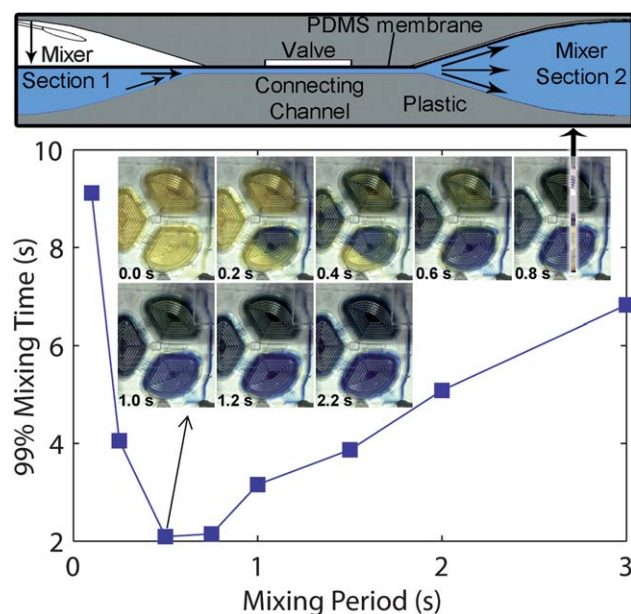 PDMS membrane
Mixer
Valve
Mixer
Section 1
Connecting
Channel
Section 2
Plastic
10
8
6
4
2
99% Mixing Time (s)
0.0 s
0.2 s
0.4 s
0.6 s
0.8 s
1.0 s
1.2 s
2.2 s
0
1
2
3
Mixing Period (s)